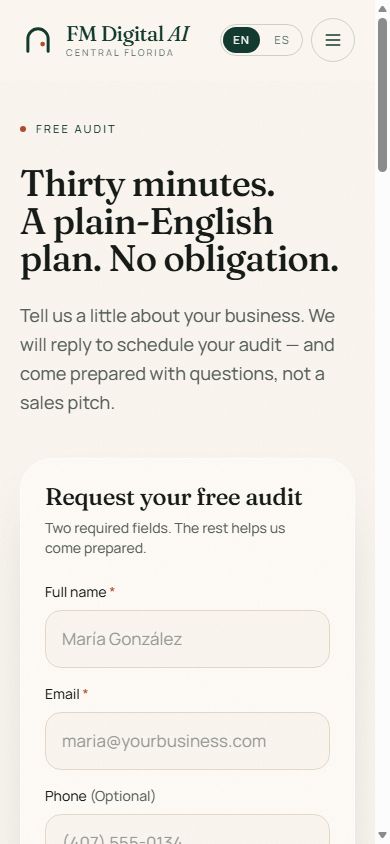 FM Digital AI
CENTRAL FLORIDA
EN
ES
FREE AUDIT
Thirty minutes.
A plain-English
plan. No obligation.
Tell us a little about your business. We
will reply to schedule your audit — and
come prepared with questions, not a
sales pitch.
Request your free audit
Two required fields. The rest helps us
come prepared.
Full name *
María González
Email *
maria@yourbusiness.com
Phone (Optional)
(407) 555-0134